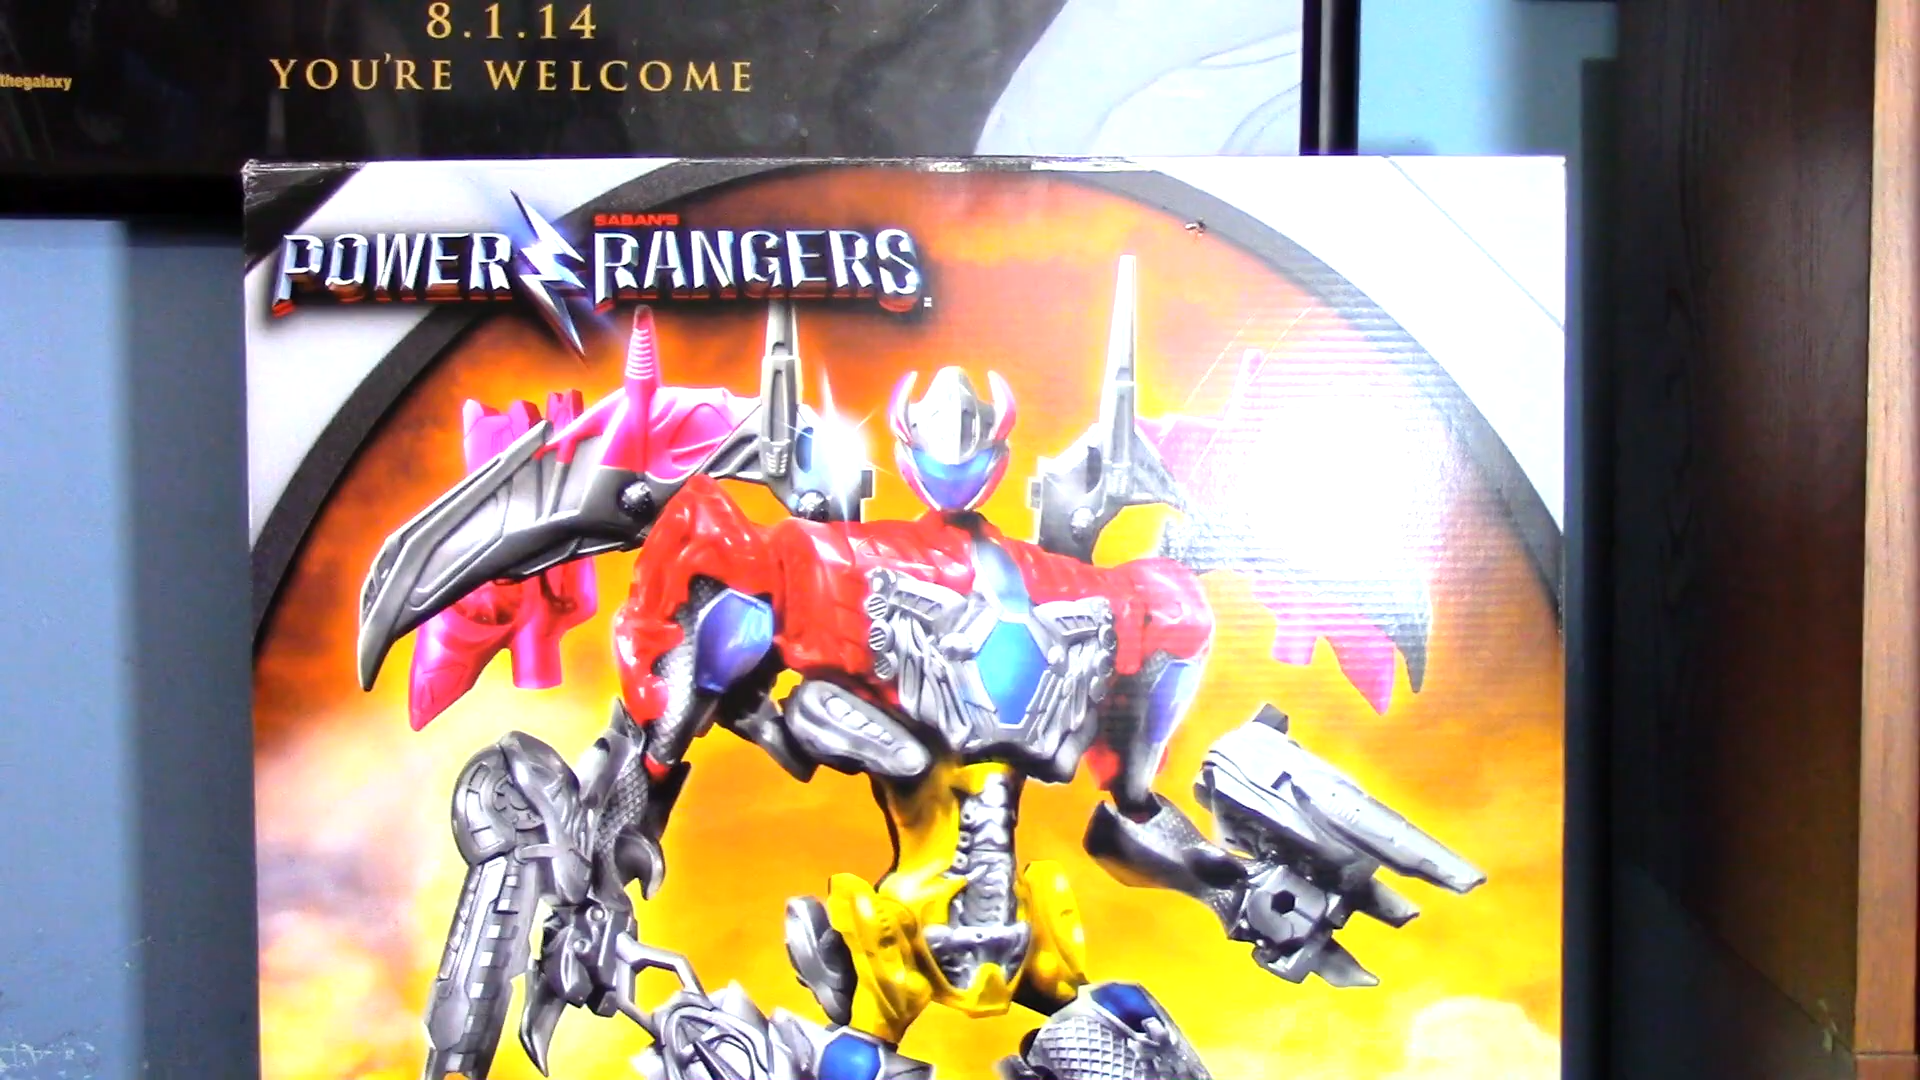 8.1.14
YOU'RE WELCOME
thegalaxy
SABAN'S
POWER RANGERS